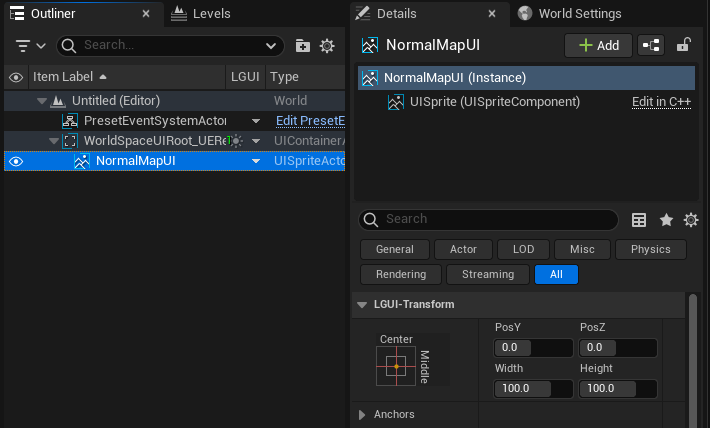 Outliner
Levels
Search...
Item Label
LGUI
Type
Untitled (Editor)
World
PresetEventSystemActor
Edit PresetE
WorldSpaceUIRoot_UERe
UIContainerA
NormalMapUI
UISpriteActo
Details
World Settings
NormalMapUI
Add
NormalMapUI (Instance)
UISprite (UISpriteComponent)
Edit in C++
Search
General
Actor
LOD
Misc
Physics
Rendering
Streaming
All
LGUI-Transform
Center
Middle
PosY
PosZ
0.0
0.0
Width
Height
100.0
100.0
Anchors